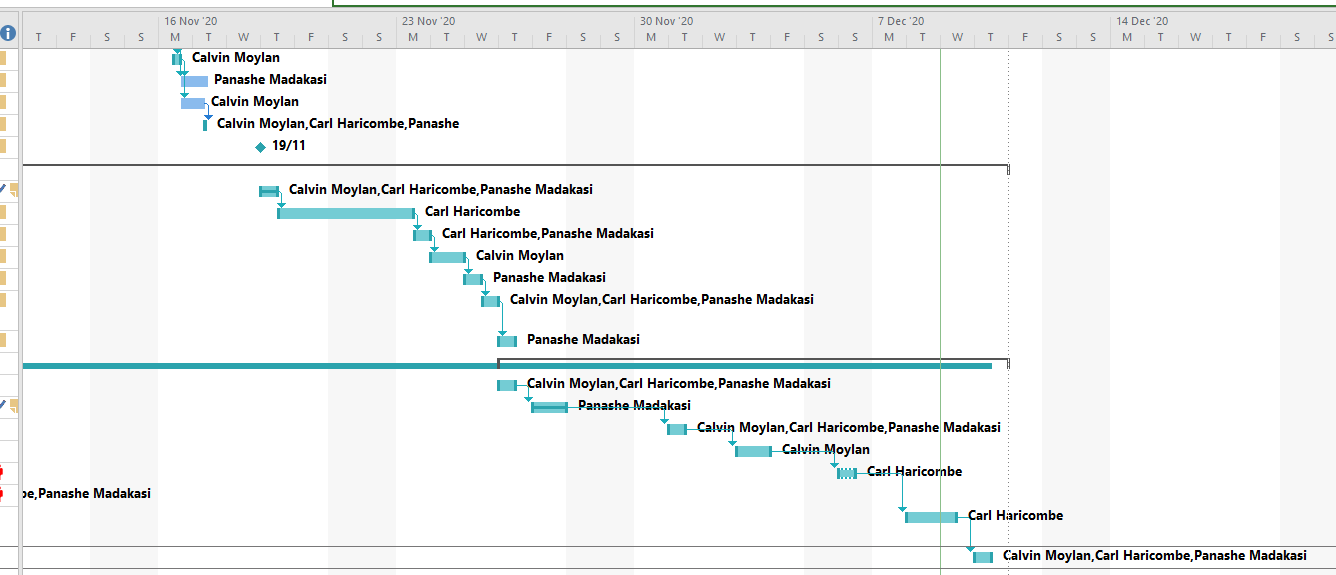 16 Nov '20 23 Nov '20 30 Nov '20 7 Dec '20 14 Dec '20
T F S S M T W T F S S M T W T F S S M T W T F S S M T W T F S S M T W T F S S
Calvin Moylan
Panashe Madakasi
Calvin Moylan
Calvin Moylan,Carl Haricombe,Panashe
19/11
Calvin Moylan,Carl Haricombe,Panashe Madakasi
Carl Haricombe
Carl Haricombe,Panashe Madakasi
Calvin Moylan
Panashe Madakasi
Calvin Moylan,Carl Haricombe,Panashe Madakasi
Panashe Madakasi
Calvin Moylan,Carl Haricombe,Panashe Madakasi
Panashe Madakasi
Calvin Moylan,Carl Haricombe,Panashe Madakasi
Calvin Moylan
Carl Haricombe
be,Panashe Madakasi
Carl Haricombe
Calvin Moylan,Carl Haricombe,Panashe Madakasi